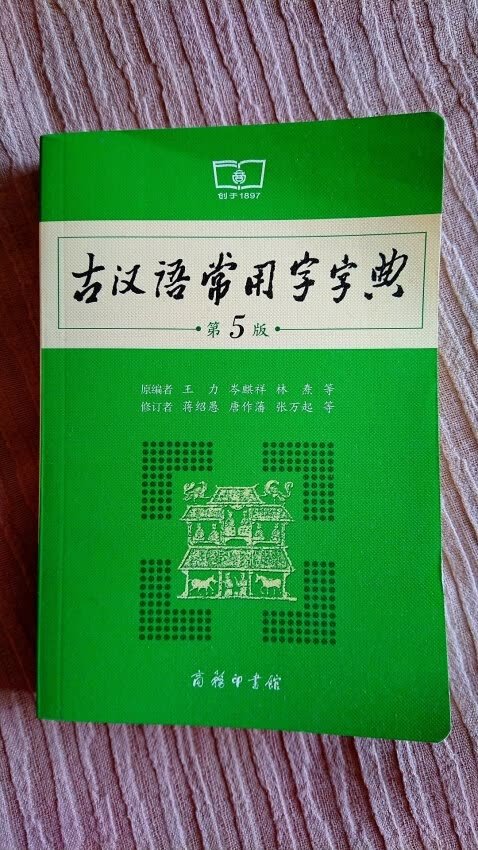 创于1897
古汉语常用字字典
·第5版·
原编者 王力 岑麒祥 林焘 等
修订者 蒋绍愚 唐作藩 张万起 等
商务印书馆